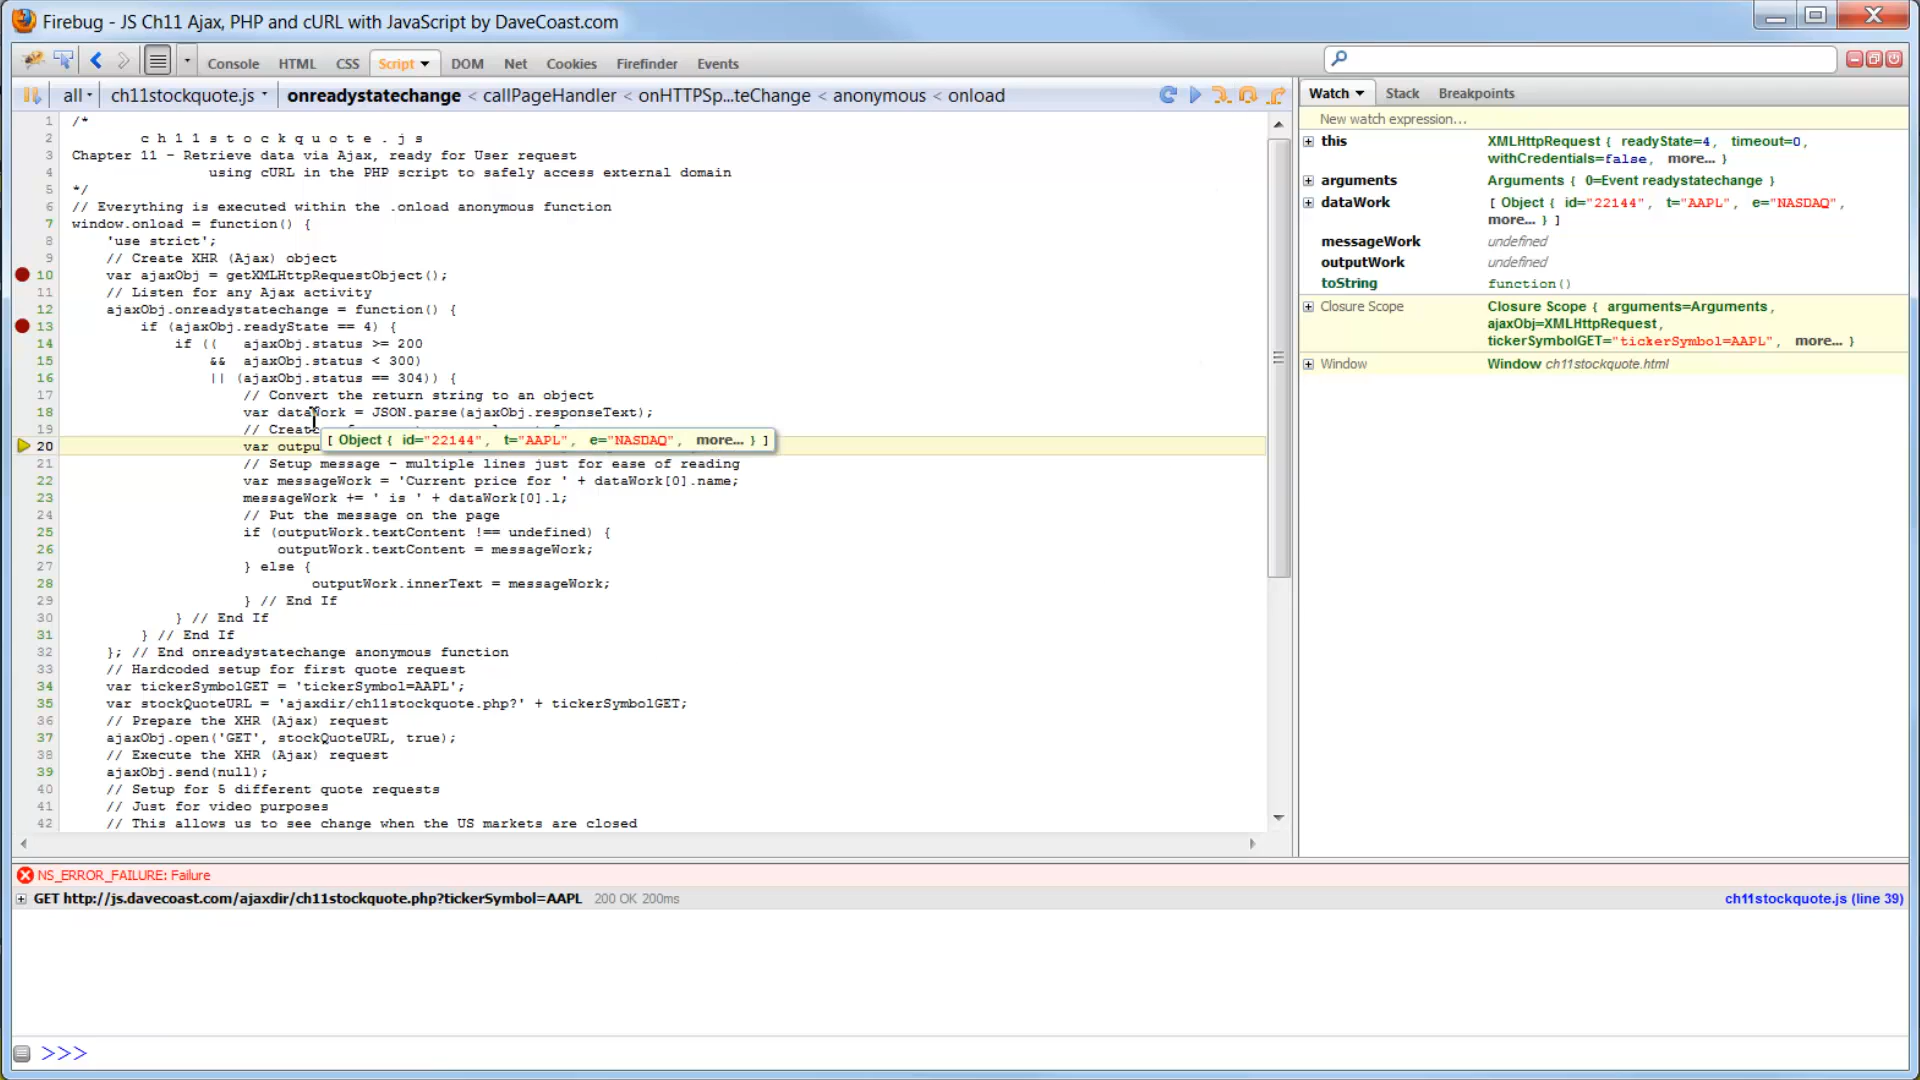 Firebug - JS Ch11 Ajax, PHP and cURL with JavaScript by DaveCoast.com
Console HTML CSS Script DOM Net Cookies Firefinder Events
all ch11stockquote.js onreadystatechange < callPageHandler < onHTTPSp...teChange < anonymous < onload
1 /*
2 c h 1 1 s t o c k q u o t e . j s
3 Chapter 11 - Retrieve data via Ajax, ready for User request
4 using cURL in the PHP script to safely access external domain
5 */
6 // Everything is executed within the .onload anonymous function
7 window.onload = function() {
8 'use strict';
9 // Create XHR (Ajax) object
10 var ajaxObj = getXMLHttpRequestObject();
11 // Listen for any Ajax activity
12 ajaxObj.onreadystatechange = function() {
13 if (ajaxObj.readyState == 4) {
14 if (( ajaxObj.status >= 200
15 && ajaxObj.status < 300)
16 || (ajaxObj.status == 304)) {
17 // Convert the return string to an object
18 var dataWork = JSON.parse(ajaxObj.responseText);
19 // Create
[ Object { id="22144", t="AAPL", e="NASDAQ", more... } ]
20 var outpu
21 // Setup message - multiple lines just for ease of reading
22 var messageWork = 'Current price for ' + dataWork[0].name;
23 messageWork += ' is ' + dataWork[0].l;
24 // Put the message on the page
25 if (outputWork.textContent !== undefined) {
26 outputWork.textContent = messageWork;
27 } else {
28 outputWork.innerText = messageWork;
29 } // End If
30 } // End If
31 } // End If
32 }; // End onreadystatechange anonymous function
33 // Hardcoded setup for first quote request
34 var tickerSymbolGET = 'tickerSymbol=AAPL';
35 var stockQuoteURL = 'ajaxdir/ch11stockquote.php?' + tickerSymbolGET;
36 // Prepare the XHR (Ajax) request
37 ajaxObj.open('GET', stockQuoteURL, true);
38 // Execute the XHR (Ajax) request
39 ajaxObj.send(null);
40 // Setup for 5 different quote requests
41 // Just for video purposes
42 // This allows us to see change when the US markets are closed
Watch Stack Breakpoints
New watch expression...
this XMLHttpRequest { readyState=4, timeout=0,
withCredentials=false, more... }
arguments Arguments { 0=Event readystatechange }
dataWork [ Object { id="22144", t="AAPL", e="NASDAQ",
more... } ]
messageWork undefined
outputWork undefined
toString function()
Closure Scope Closure Scope { arguments=Arguments,
ajaxObj=XMLHttpRequest,
tickerSymbolGET="tickerSymbol=AAPL", more... }
Window Window ch11stockquote.html
NS_ERROR_FAILURE: Failure
GET http://js.davecoast.com/ajaxdir/ch11stockquote.php?tickerSymbol=AAPL 200 OK 200ms ch11stockquote.js (line 39)
>>>